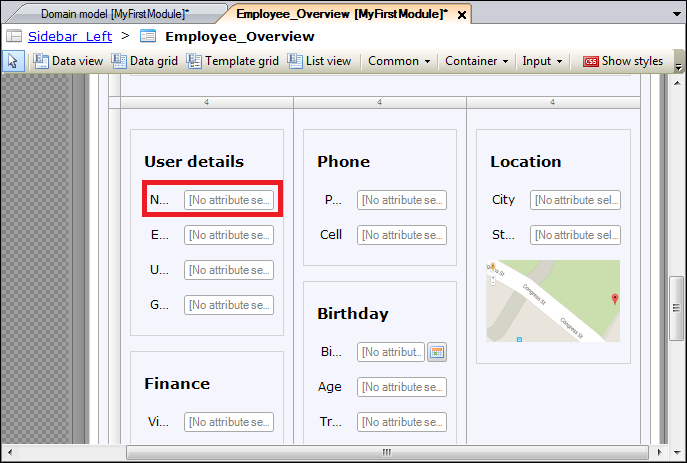 Domain model [MyFirstModule]*
Employee_Overview [MyFirstModule]*
Sidebar_Left > Employee_Overview
Data view Data grid Template grid List view Common Container Input CSS Show styles
4 4 4
User details
N... [No attribute se...
E... [No attribute se...
U... [No attribute se...
G... [No attribute se...
Finance
Vi... [No attribute se...
Phone
P... [No attribute se...
Cell [No attribute se...
Birthday
Bi... [No attribut...
Age [No attribute se...
Tr... [No attribute se...
Location
City [No attribute sel...
St... [No attribute sel...
Congress St
Congress St